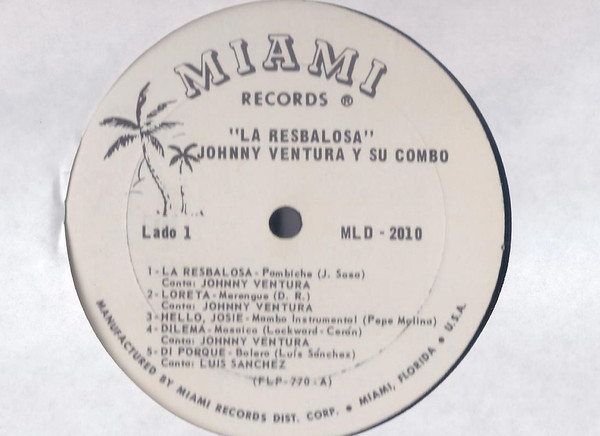 MIAMI
RECORDS ®
"LA RESBALOSA"
JOHNNY VENTURA Y SU COMBO
Lado 1
MLD - 2010
1- LA RESBALOSA - Pambiche (J. Sosa)
Canta: JOHNNY VENTURA
2- LORETA - Merengue (D. R.)
Canta: JOHNNY VENTURA
3- HELLO, JOSIE - Mambo Instrumental (Pepe Molina)
4- DILEMA - Mosaico (Lockward - Cerón)
Canta: JOHNNY VENTURA
5- DI PORQUE - Bolero (Luis Sánchez)
Canta: LUIS SANCHEZ
(FLP-770-A)
MANUFACTURED BY MIAMI RECORDS DIST. CORP. • MIAMI, FLORIDA • U.S.A.